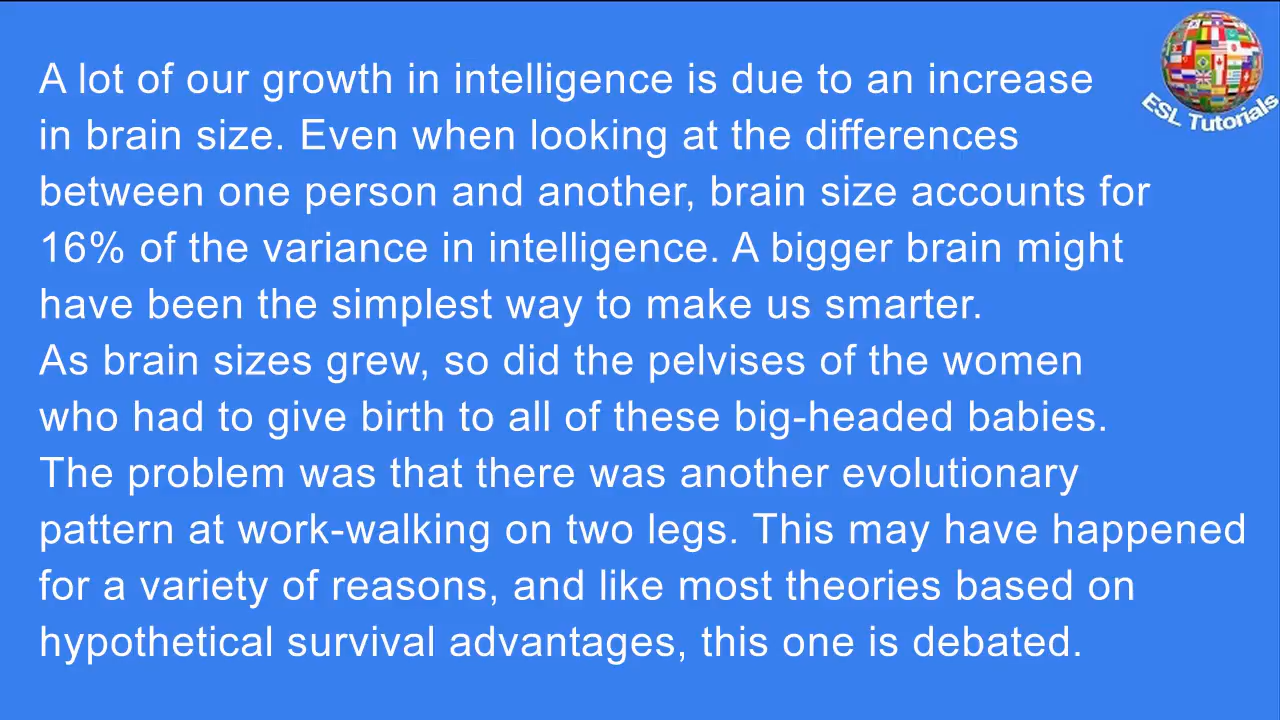 A lot of our growth in intelligence is due to an increase
in brain size. Even when looking at the differences
between one person and another, brain size accounts for
16% of the variance in intelligence. A bigger brain might
have been the simplest way to make us smarter.
As brain sizes grew, so did the pelvises of the women
who had to give birth to all of these big-headed babies.
The problem was that there was another evolutionary
pattern at work-walking on two legs. This may have happened
for a variety of reasons, and like most theories based on
hypothetical survival advantages, this one is debated.
ESL Tutorials